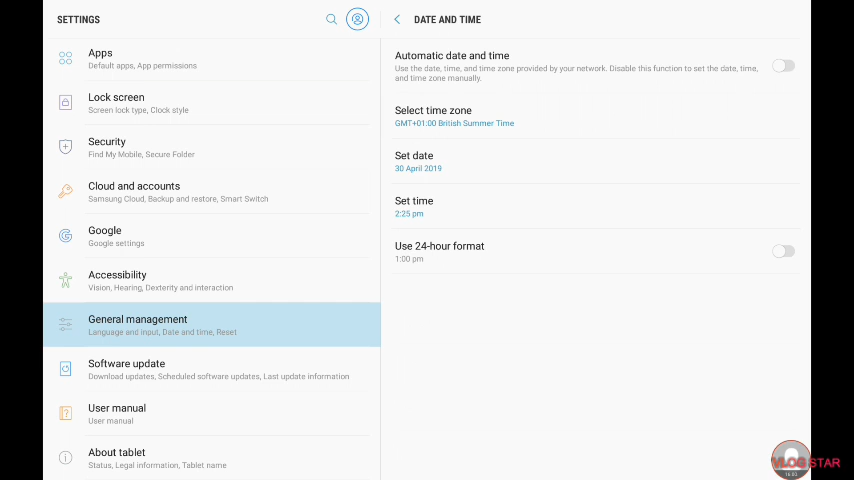 SETTINGS
Apps
Default apps, App permissions
Lock screen
Screen lock type, Clock style
Security
Find My Mobile, Secure Folder
Cloud and accounts
Samsung Cloud, Backup and restore, Smart Switch
Google
Google settings
Accessibility
Vision, Hearing, Dexterity and interaction
General management
Language and input, Date and time, Reset
Software update
Download updates, Scheduled software updates, Last update information
User manual
User manual
About tablet
Status, Legal information, Tablet name
DATE AND TIME
Automatic date and time
Use the date, time, and time zone provided by your network. Disable this function to set the date, time,
and time zone manually.
Select time zone
GMT+01:00 British Summer Time
Set date
30 April 2019
Set time
2:25 pm
Use 24-hour format
1:00 pm
VLOG STAR